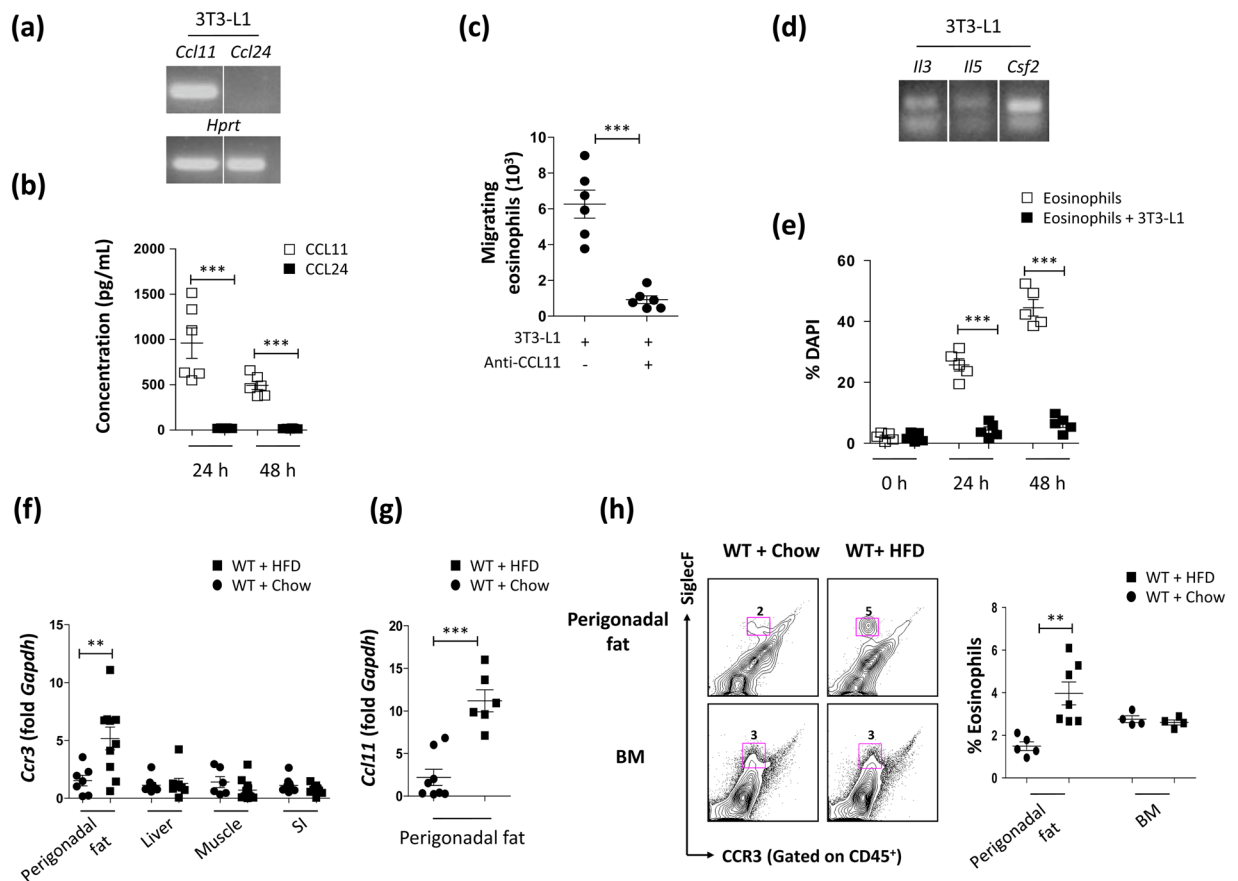 (a)
3T3-L1
Ccl11 Ccl24
Hprt
(b)
Concentration (pg/mL)
2000
1500
1000
500
0
CCL11
CCL24
***
***
24 h 48 h
(c)
Migrating
eosinophils (10³)
10
8
6
4
2
0
***
3T3-L1 + +
Anti-CCL11 - +
(d)
3T3-L1
Il3 Il5 Csf2
(e)
Eosinophils
Eosinophils + 3T3-L1
% DAPI
60
40
20
0
***
***
0 h 24 h 48 h
(f)
WT + HFD
WT + Chow
Ccr3 (fold Gapdh)
15
10
5
0
**
Perigonadal
fat
Liver
Muscle
SI
(g)
WT + HFD
WT + Chow
Ccl11 (fold Gapdh)
20
15
10
5
0
***
Perigonadal fat
(h)
WT + Chow WT+ HFD
SiglecF
Perigonadal
fat
2 5
BM
3 3
CCR3 (Gated on CD45⁺)
WT + HFD
WT + Chow
% Eosinophils
8
6
4
2
0
**
Perigonadal
fat
BM